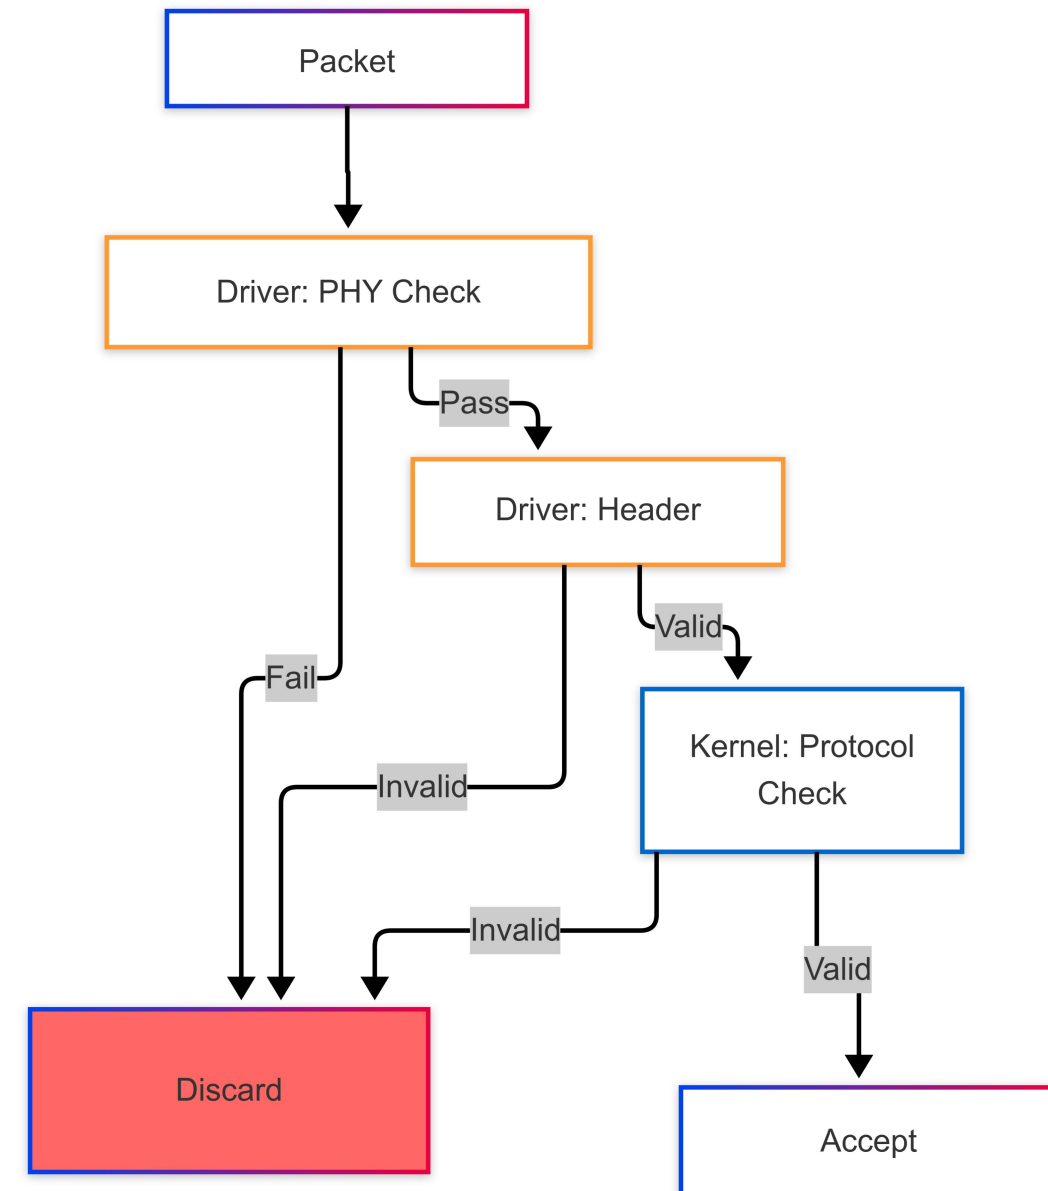 Packet
Driver: PHY Check
Pass
Driver: Header
Valid
Fail
Kernel: Protocol
Check
Invalid
Invalid
Valid
Discard
Accept